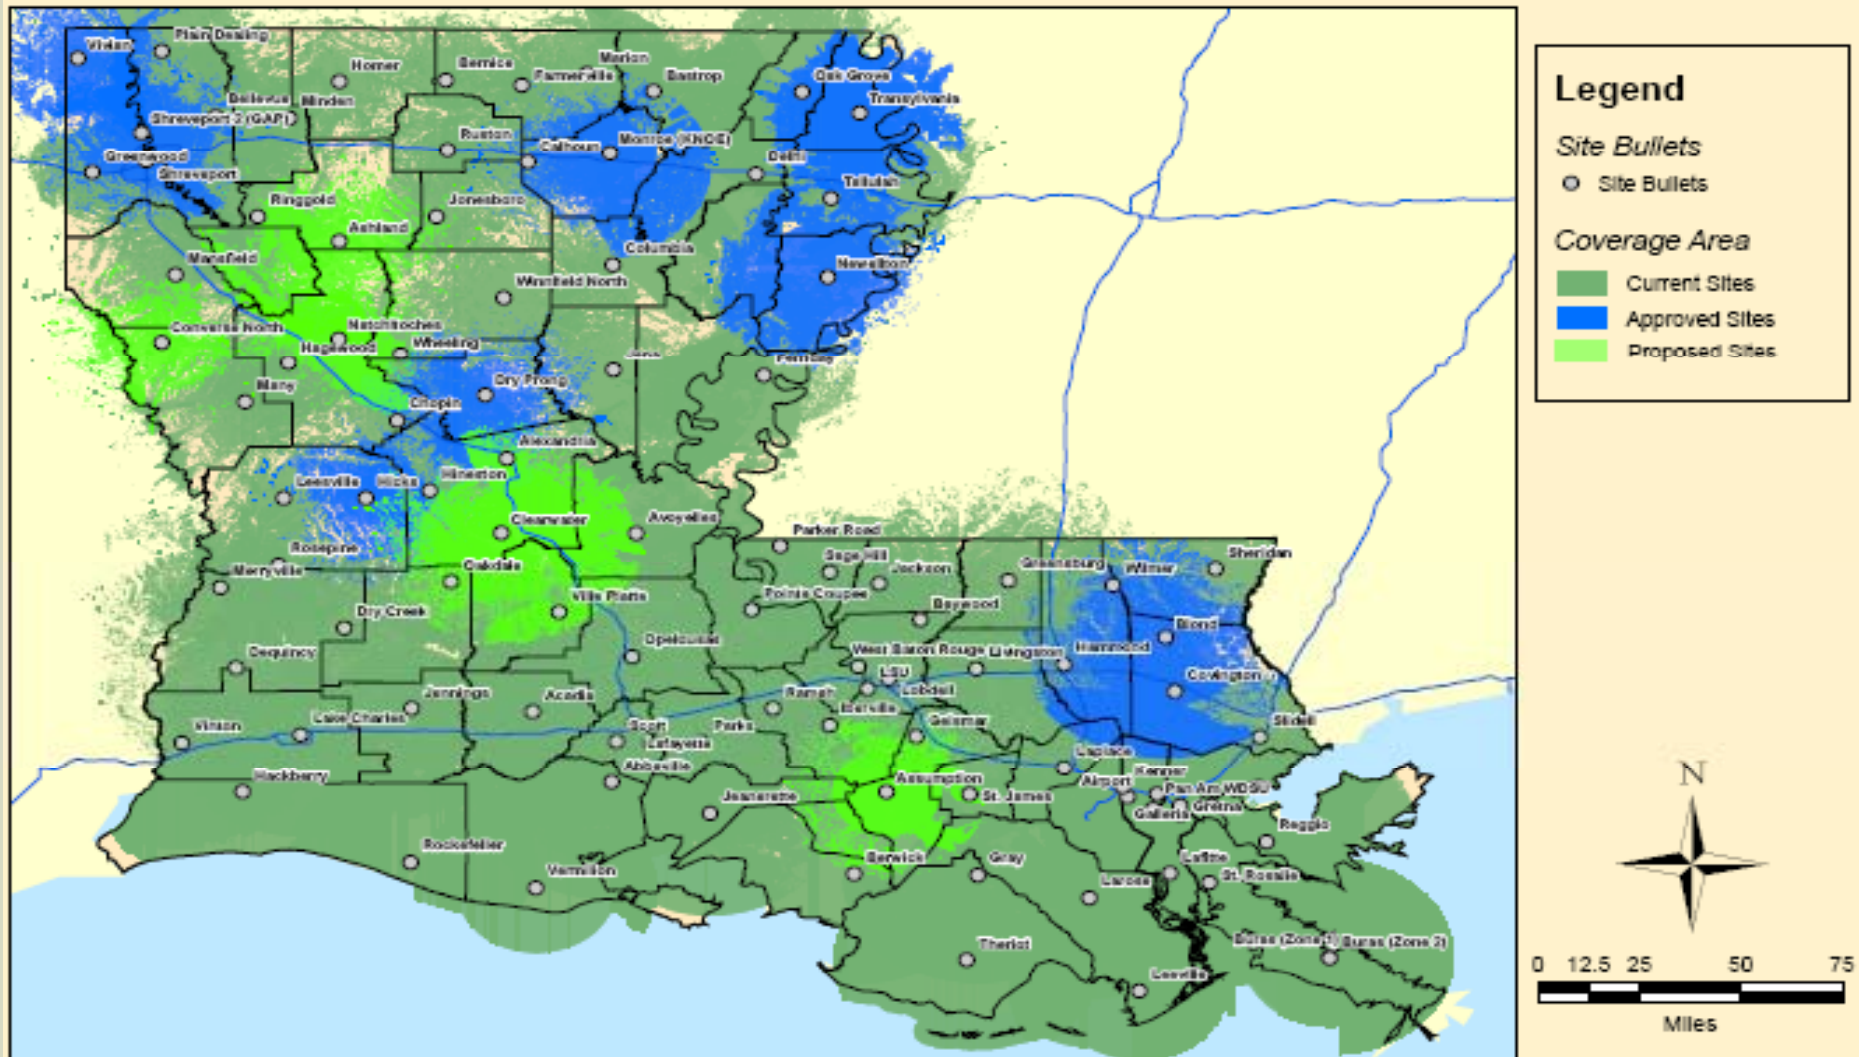 Vivian
Plain Dealing
Homer
Bernice
Marion
Farmerville
Bastrop
Oak Grove
Transylvania
Bellevue
Minden
Shreveport 2 (GAP)
Ruston
Calhoun
Monroe (KNOE)
Greenwood
Shreveport
Delhi
Tallulah
Ringgold
Jonesboro
Ashland
Columbia
Mansfield
Newellton
Winnfield North
Converse North
Natchitoches
Hagewood
Wheeling
Jena
Ferriday
Many
Dry Prong
Chopin
Alexandria
Leesville
Hicks
Hineston
Clearwater
Avoyelles
Parker Road
Rosepine
Sage Hill
Jackson
Greensburg
Wilmer
Sheridan
Merryville
Oakdale
Ville Platte
Pointe Coupee
Baywood
Dry Creek
Bond
Opelousas
West Baton Rouge
Livingston
Hammond
Dequincy
LSU
Lobdell
Covington
Jennings
Acadia
Ramah
Iberville
Vinton
Lake Charles
Scott
Parks
Geismar
Slidell
Lafayette
Laplace
Hackberry
Abbeville
Assumption
Airport
Kenner
Pan Am
WDSU
Jeanerette
St. James
Galleria
Gretna
Reggio
Rockefeller
Vermilion
Berwick
Gray
Larose
Lafitte
St. Rosalie
Theriot
Buras (Zone 1)
Buras (Zone 2)
Leeville
Legend
Site Bullets
Site Bullets
Coverage Area
Current Sites
Approved Sites
Proposed Sites
N
0 12.5 25 50 75
Miles